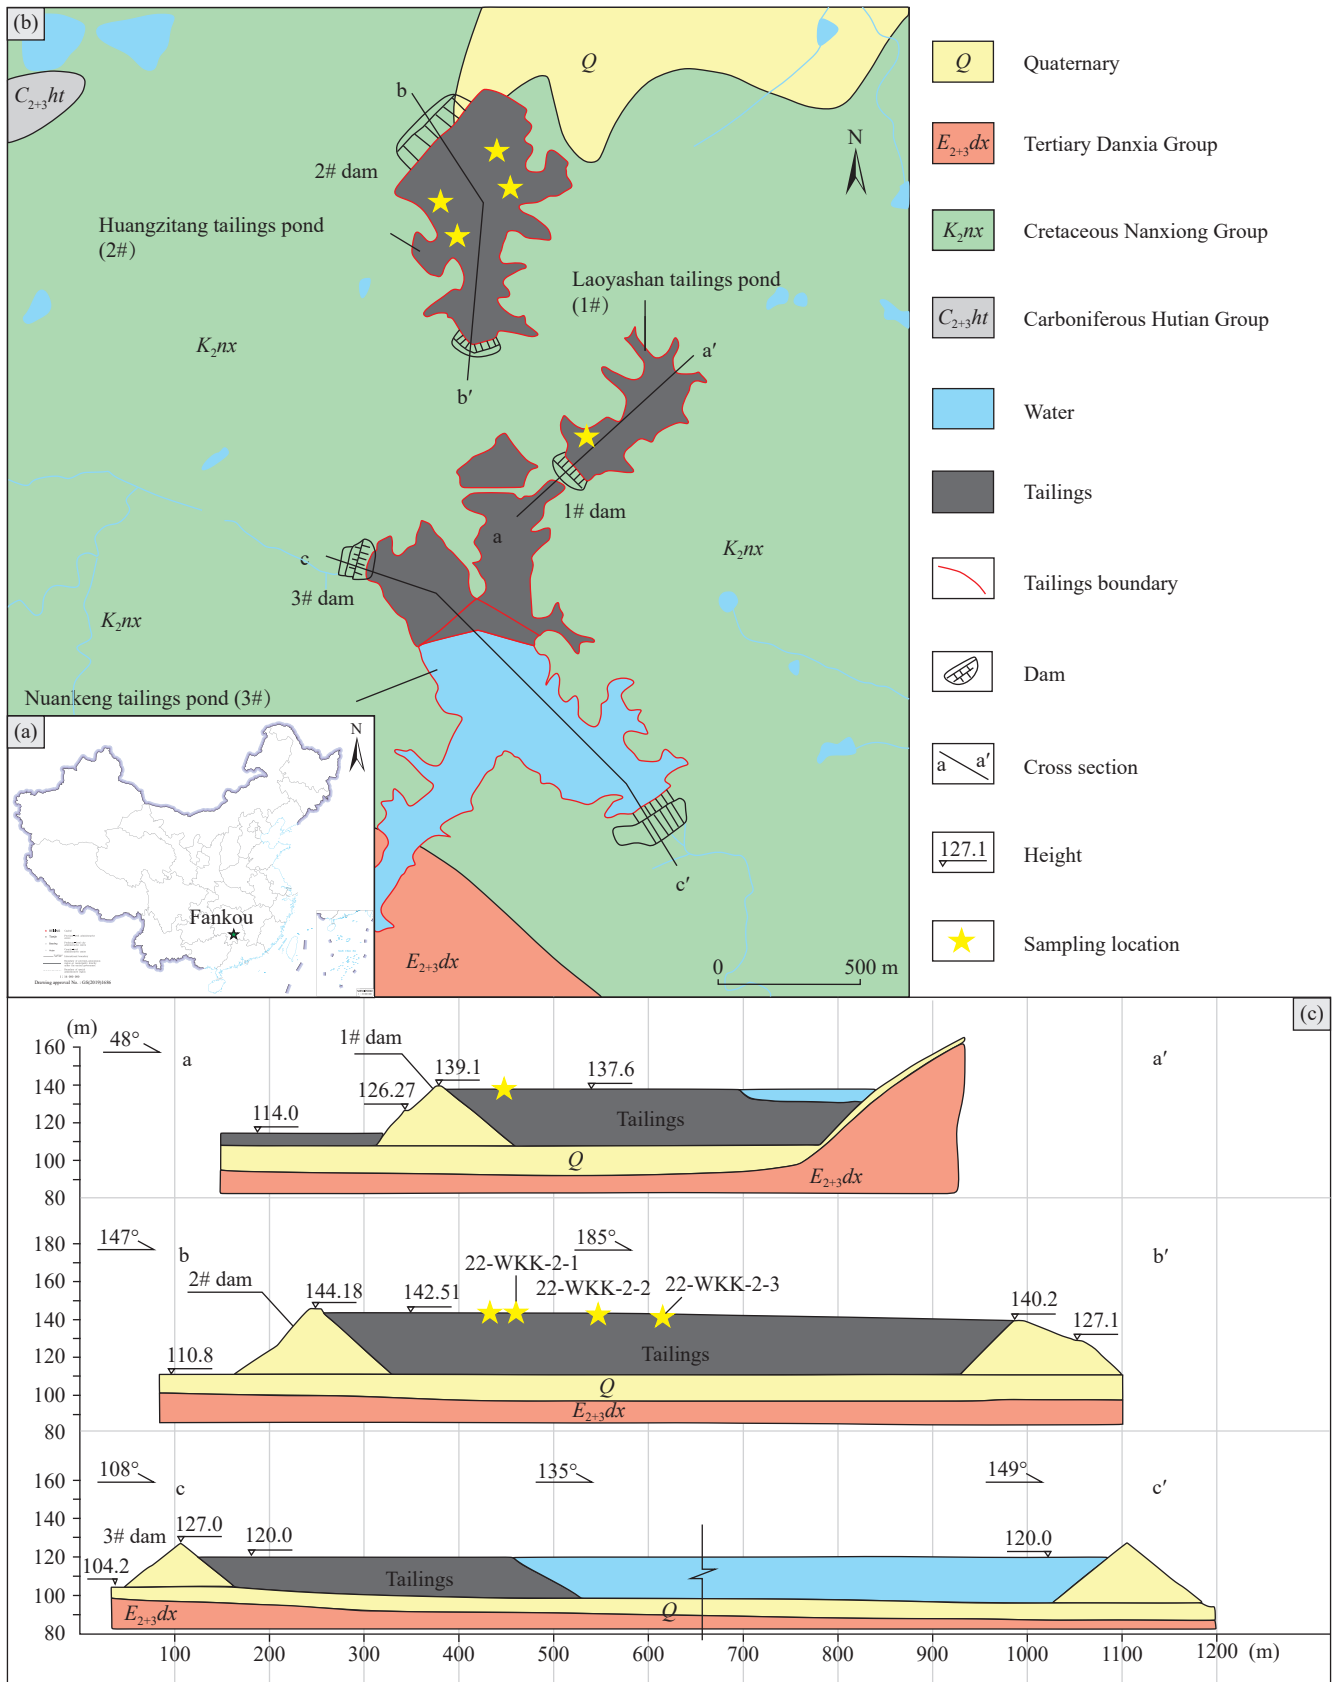 (b)
Q
C2+3ht
b
2# dam
Huangzitang tailings pond
(2#)
N
Laoyashan tailings pond
(1#)
K2nx
b′
a′
1# dam
a
c
3# dam
K2nx
K2nx
Nuankeng tailings pond (3#)
c′
E2+3dx
0 500 m
(a)
N
Fankou
Drawing approval No.: GS(2019)1686
Q Quaternary
E2+3dx Tertiary Danxia Group
K2nx Cretaceous Nanxiong Group
C2+3ht Carboniferous Hutian Group
Water
Tailings
Tailings boundary
Dam
a a′ Cross section
127.1 Height
Sampling location
(c)
(m)
160
140
120
100
80
48°
a
1# dam
139.1
126.27
114.0
137.6
Tailings
Q
E2+3dx
a′
180
160
140
120
100
80
147°
b
2# dam
144.18
142.51
110.8
185°
22-WKK-2-1
22-WKK-2-2
22-WKK-2-3
140.2
127.1
Tailings
Q
E2+3dx
b′
160
140
120
100
80
108°
c
135°
149°
c′
3# dam
127.0
120.0
104.2
120.0
Tailings
Q
E2+3dx
100 200 300 400 500 600 700 800 900 1000 1100 1200 (m)